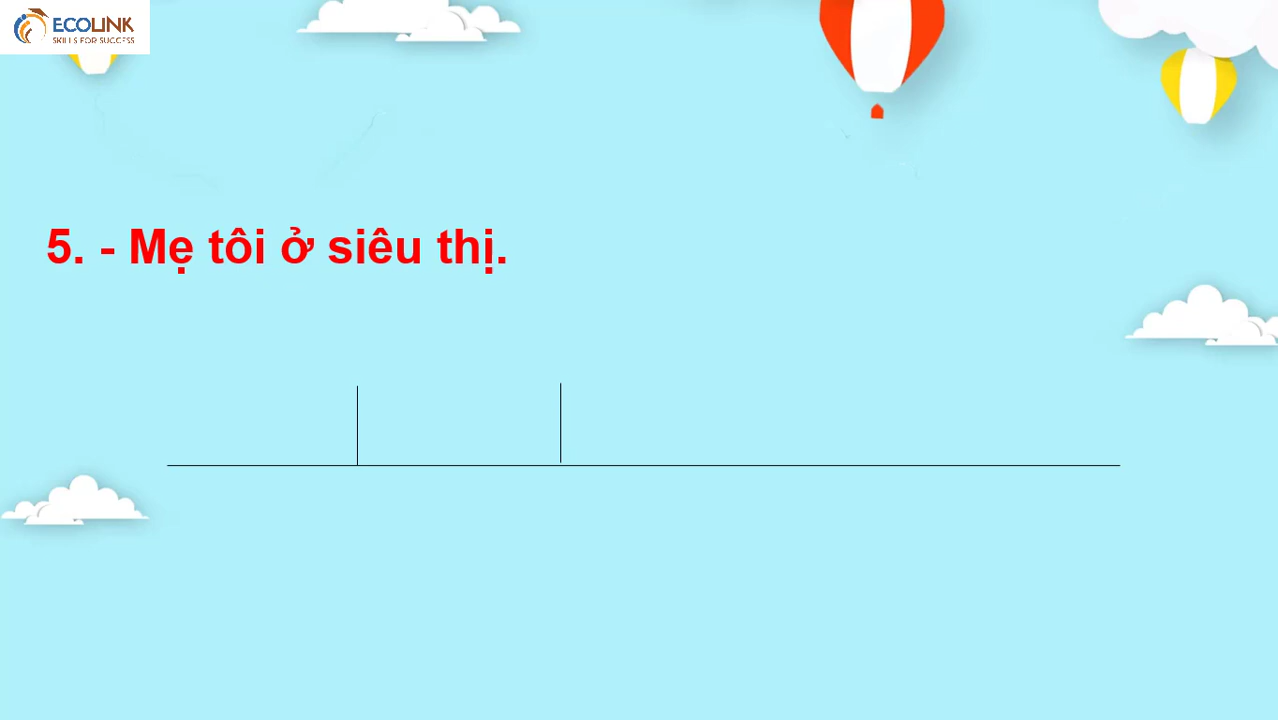 ECOLINK
SKILLS FOR SUCCESS
5. - Mẹ tôi ở siêu thị.